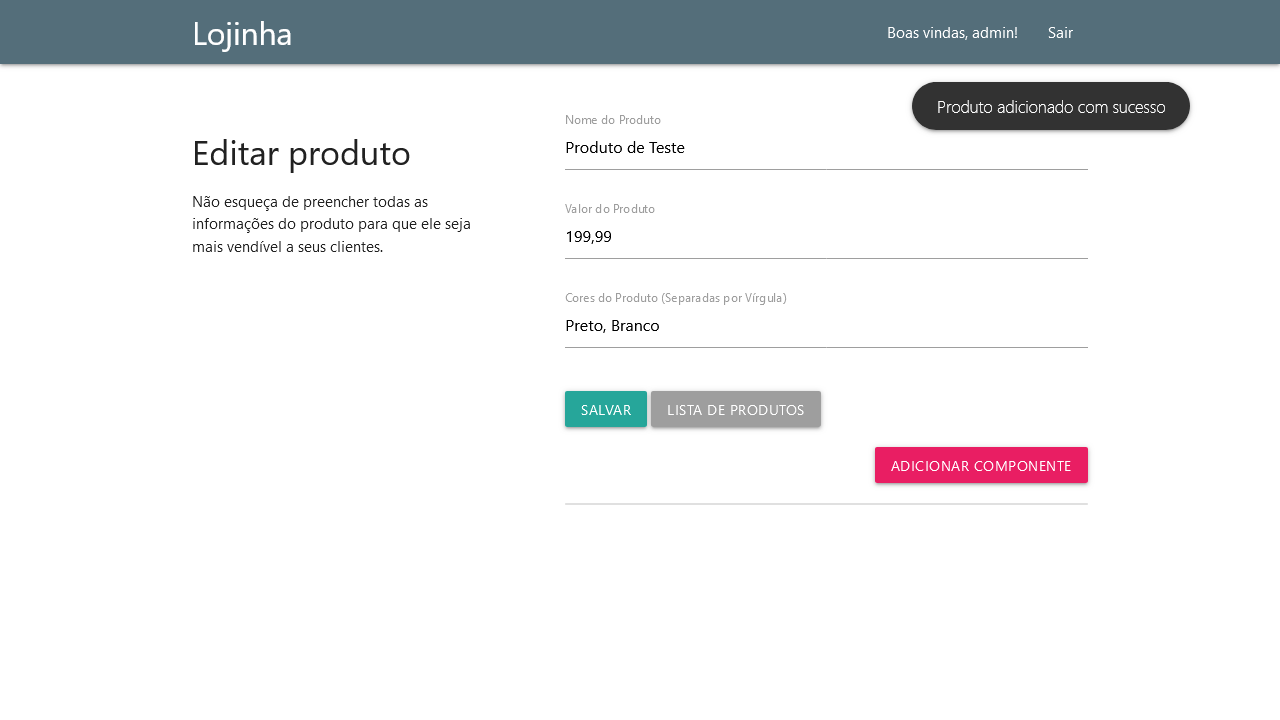 Lojinha
Boas vindas, admin!
Sair
Produto adicionado com sucesso
Editar produto
Não esqueça de preencher todas as
informações do produto para que ele seja
mais vendível a seus clientes.
Nome do Produto
Produto de Teste
Valor do Produto
199,99
Cores do Produto (Separadas por Vírgula)
Preto, Branco
SALVAR
LISTA DE PRODUTOS
ADICIONAR COMPONENTE